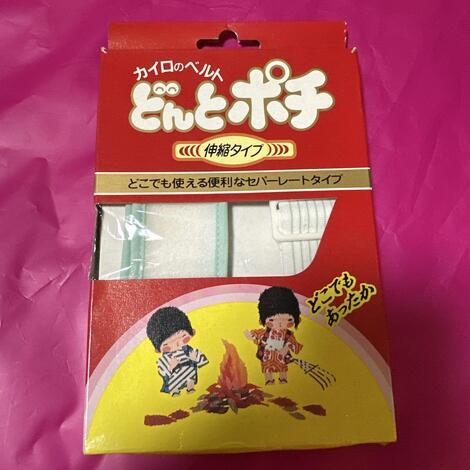 カイロのベルト
どんとポチ
伸縮タイプ
どこでも使える便利なセパーレートタイプ
どこでも
あったか